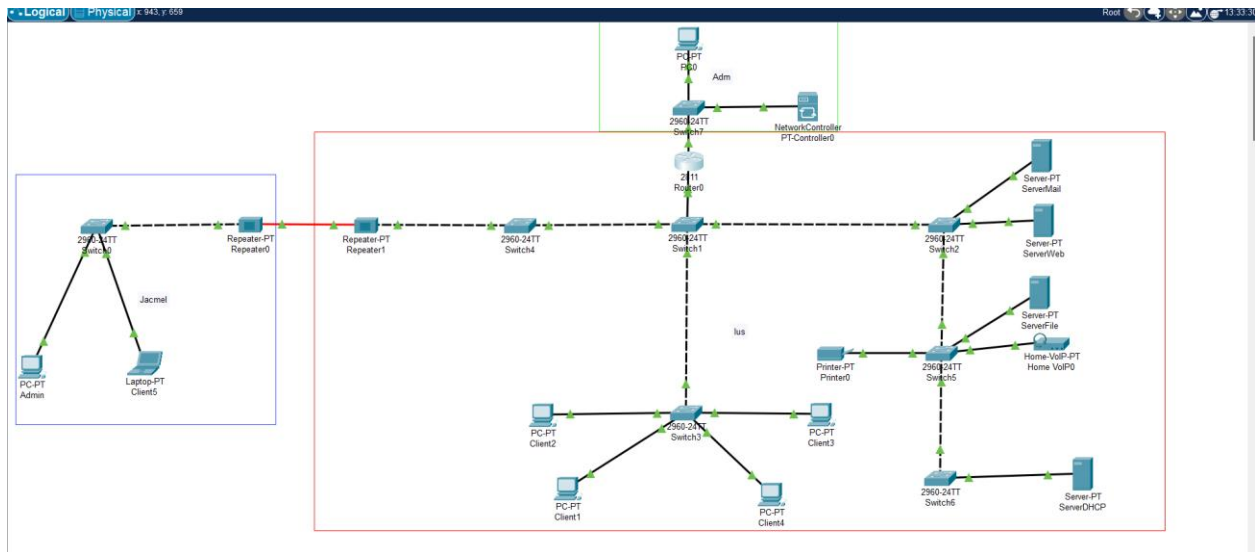 Logical Physical x: 943, y: 659 Root 13:33:30
PC-PT
PC0
Adm
2960-24TT
Switch7
NetworkController
PT-Controller0
2811
Router0
Server-PT
ServerMail
2960-24TT
Switch0
Repeater-PT
Repeater0
Repeater-PT
Repeater1
2960-24TT
Switch4
2960-24TT
Switch1
2960-24TT
Switch2
Server-PT
ServerWeb
Jacmel
Server-PT
ServerFile
Ius
Home-VoIP-PT
Home VoIP0
Printer-PT
Printer0
2960-24TT
Switch5
PC-PT
Admin
Laptop-PT
Client5
PC-PT
Client2
2960-24TT
Switch3
PC-PT
Client3
PC-PT
Client1
PC-PT
Client4
2960-24TT
Switch6
Server-PT
ServerDHCP